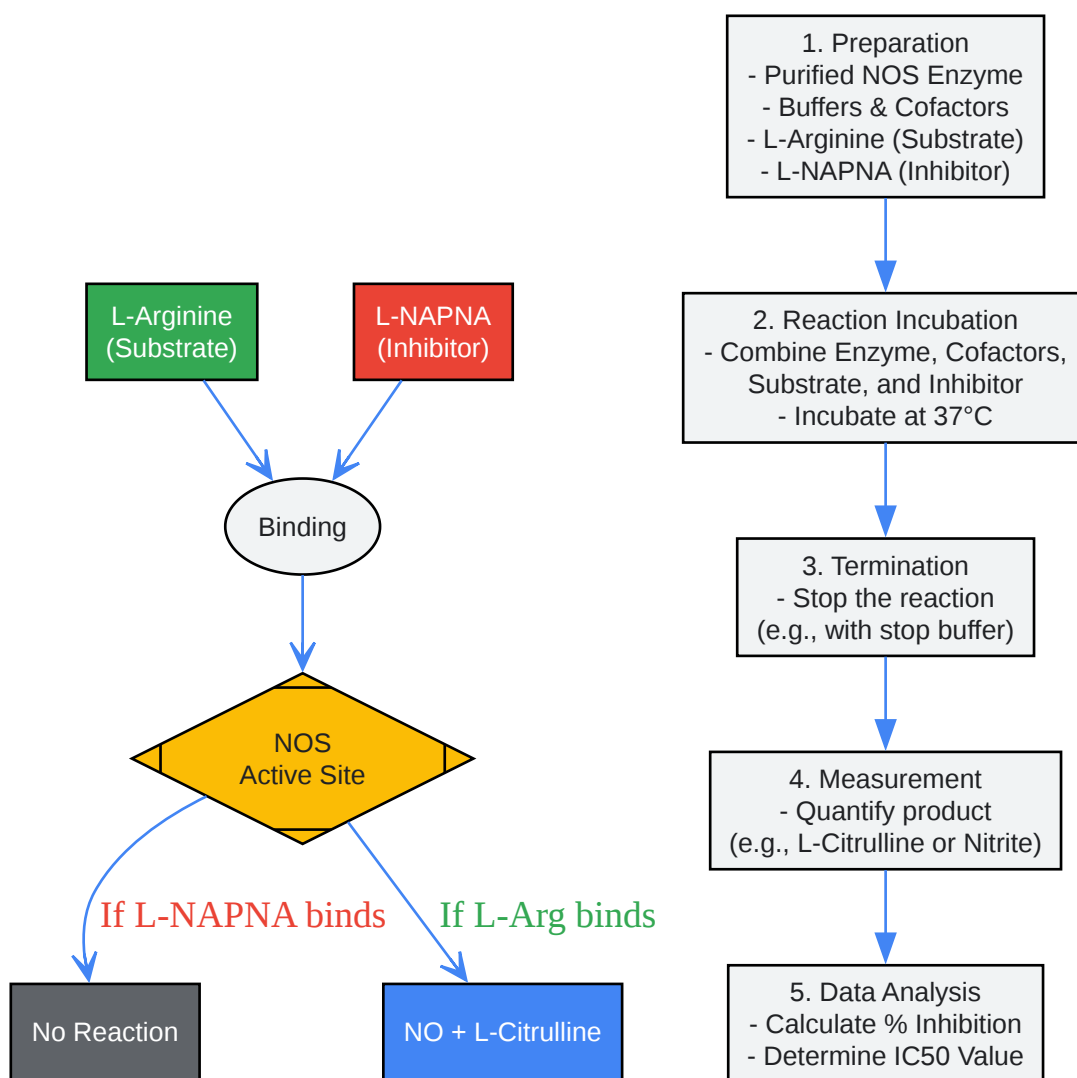 L-Arginine
(Substrate)
L-NAPNA
(Inhibitor)
Binding
NOS
Active Site
If L-NAPNA binds
If L-Arg binds
No Reaction
NO + L-Citrulline
1. Preparation
- Purified NOS Enzyme
- Buffers & Cofactors
- L-Arginine (Substrate)
- L-NAPNA (Inhibitor)
2. Reaction Incubation
- Combine Enzyme, Cofactors,
Substrate, and Inhibitor
- Incubate at 37°C
3. Termination
- Stop the reaction
(e.g., with stop buffer)
4. Measurement
- Quantify product
(e.g., L-Citrulline or Nitrite)
5. Data Analysis
- Calculate % Inhibition
- Determine IC50 Value